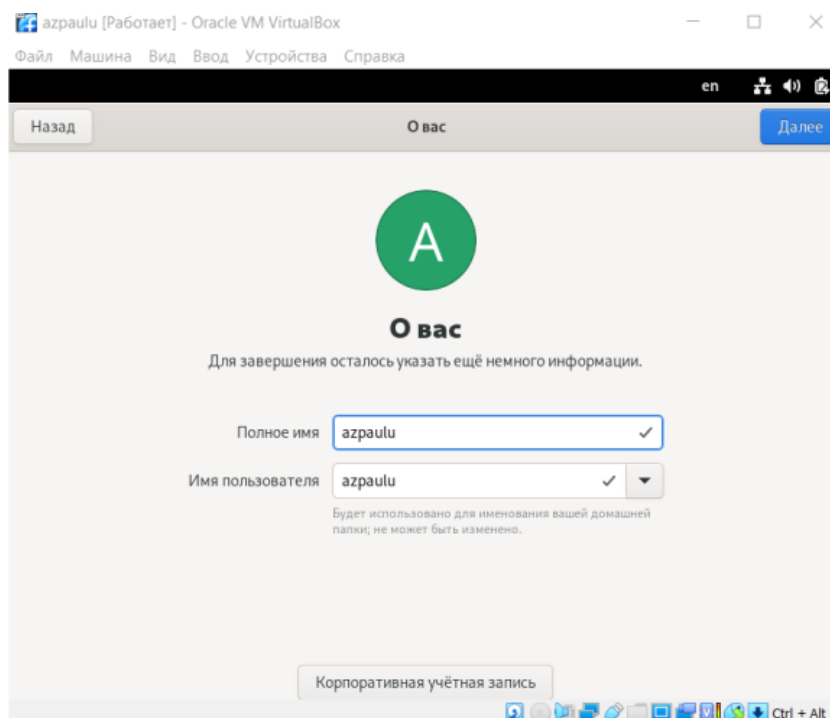 azpaulu [Работает] - Oracle VM VirtualBox
Файл Машина Вид Ввод Устройства Справка
en
Назад О вас Далее
А
О вас
Для завершения осталось указать ещё немного информации.
Полное имя azpaulu
Имя пользователя azpaulu
Будет использовано для именования вашей домашней
папки; не может быть изменено.
Корпоративная учётная запись
Ctrl + Alt